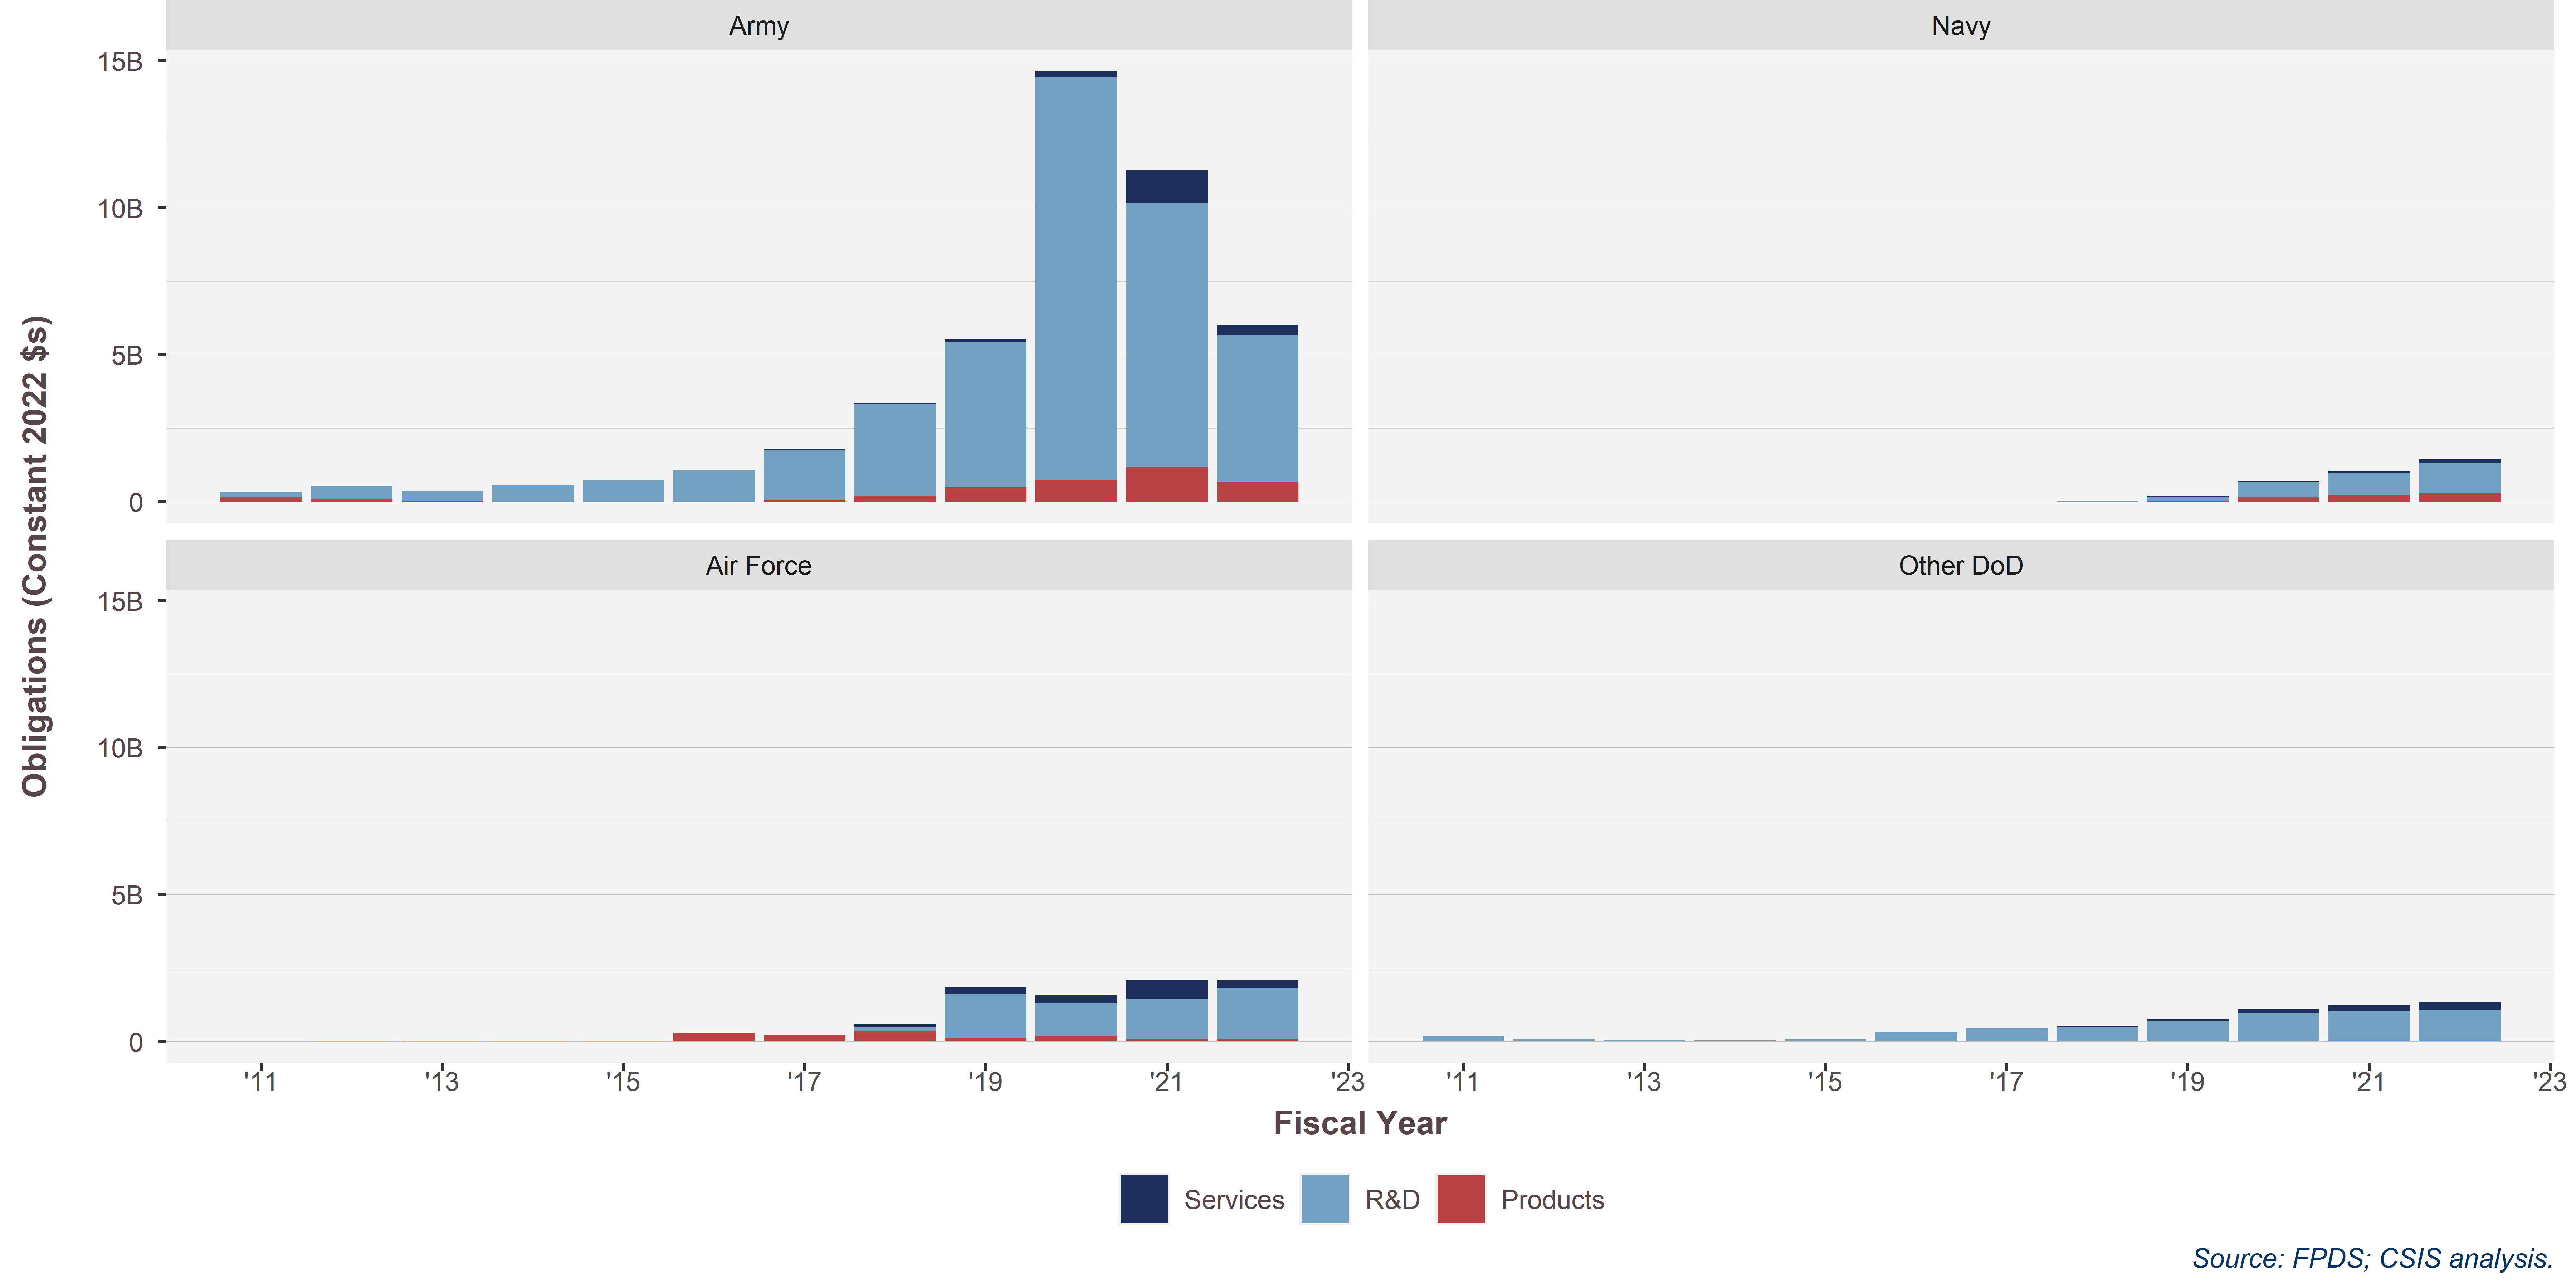 Army
Navy
15B
10B
5B
0
Air Force
Other DoD
15B
10B
5B
0
Obligations (Constant 2022 $s)
'11
'13
'15
'17
'19
'21
'23
'11
'13
'15
'17
'19
'21
'23
Fiscal Year
Services
R&D
Products
Source: FPDS; CSIS analysis.